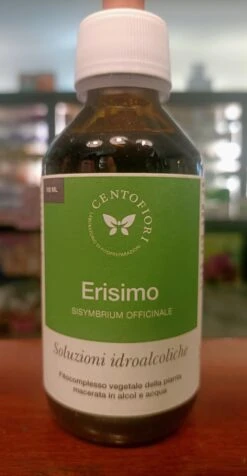 100 ML
CENTOFIORI
Erisimo
SISYMBRIUM OFFICINALE
Soluzioni idroalcoliche
Fitocomplesso vegetale della pianta
macerata in alcol e acqua